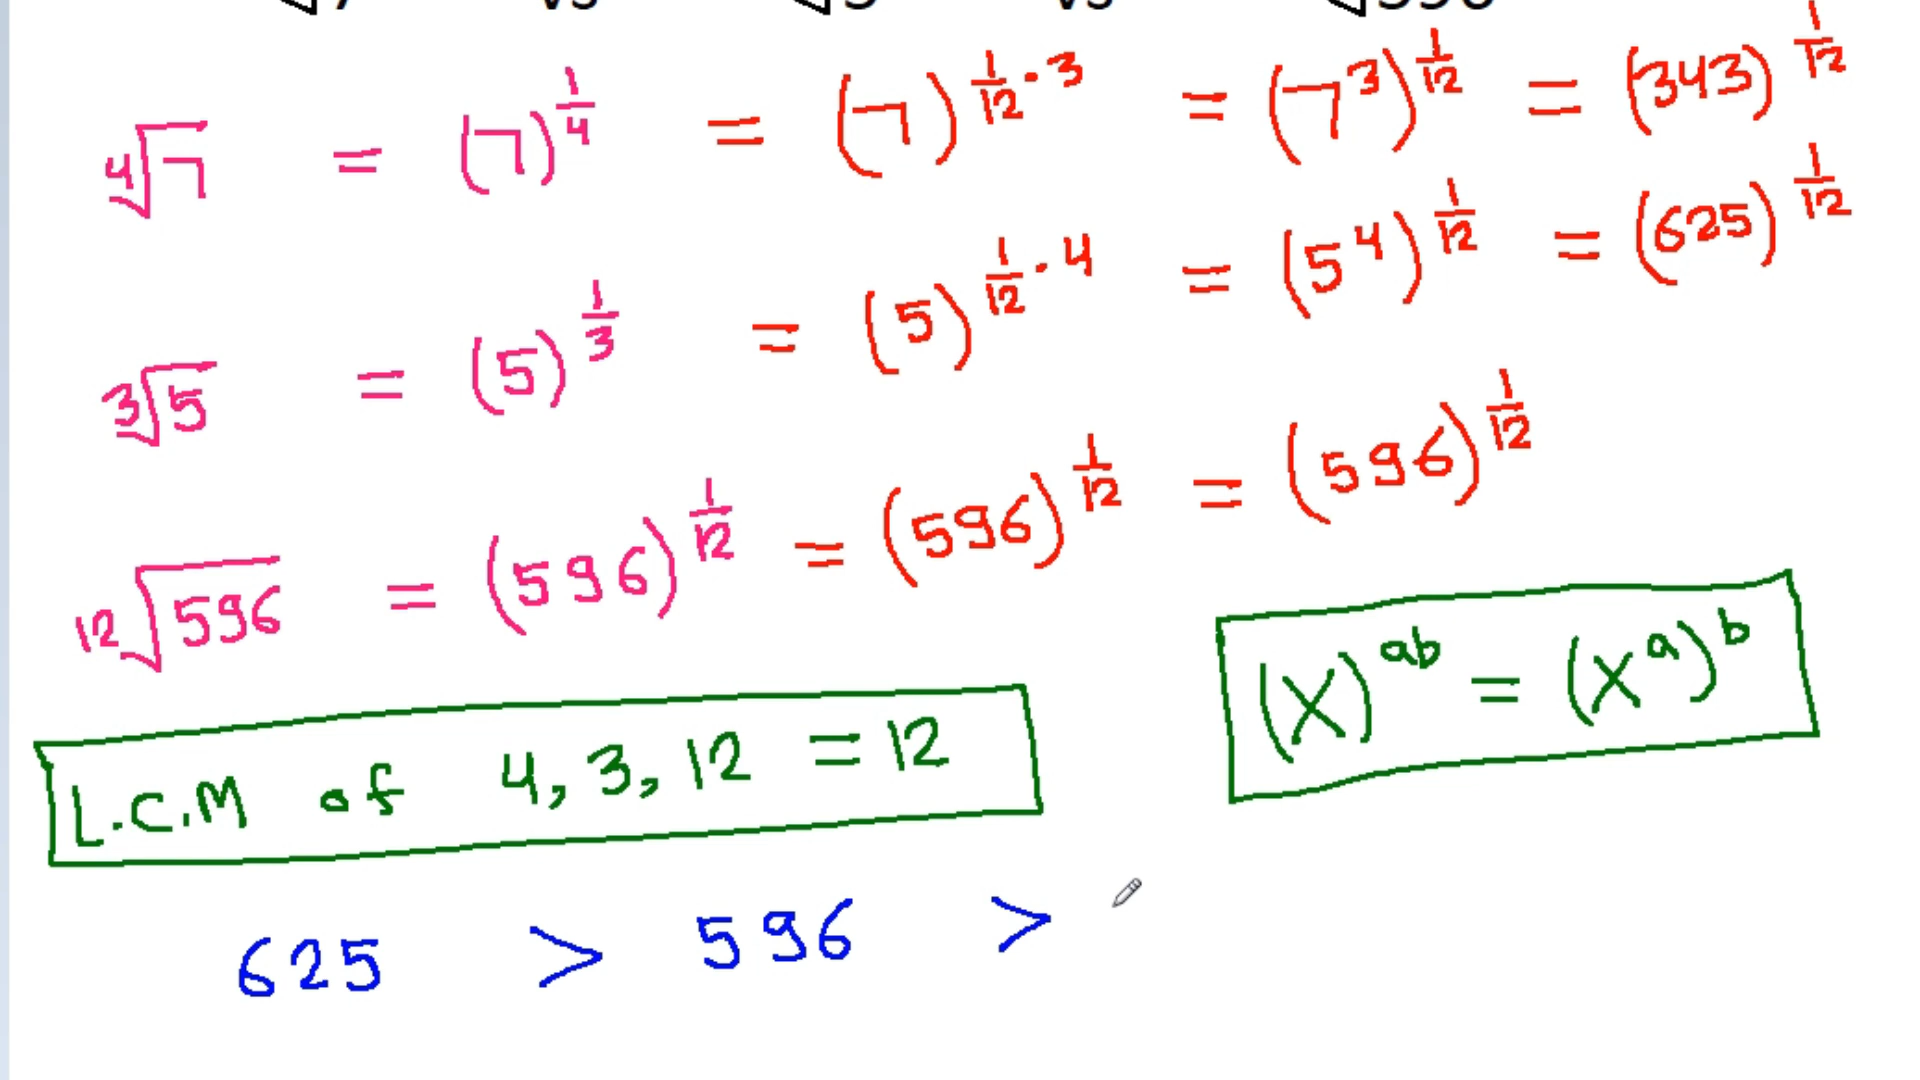 ∜7 = (7)^(1/4) = (7)^(1/12 · 3) = (7³)^(1/12) = (343)^(1/12)
∛5 = (5)^(1/3) = (5)^(1/12 · 4) = (5⁴)^(1/12) = (625)^(1/12)
¹²√596 = (596)^(1/12) = (596)^(1/12) = (596)^(1/12)
(X)^(ab) = (X^a)^b
L.C.M of 4, 3, 12 = 12
625 > 596 >